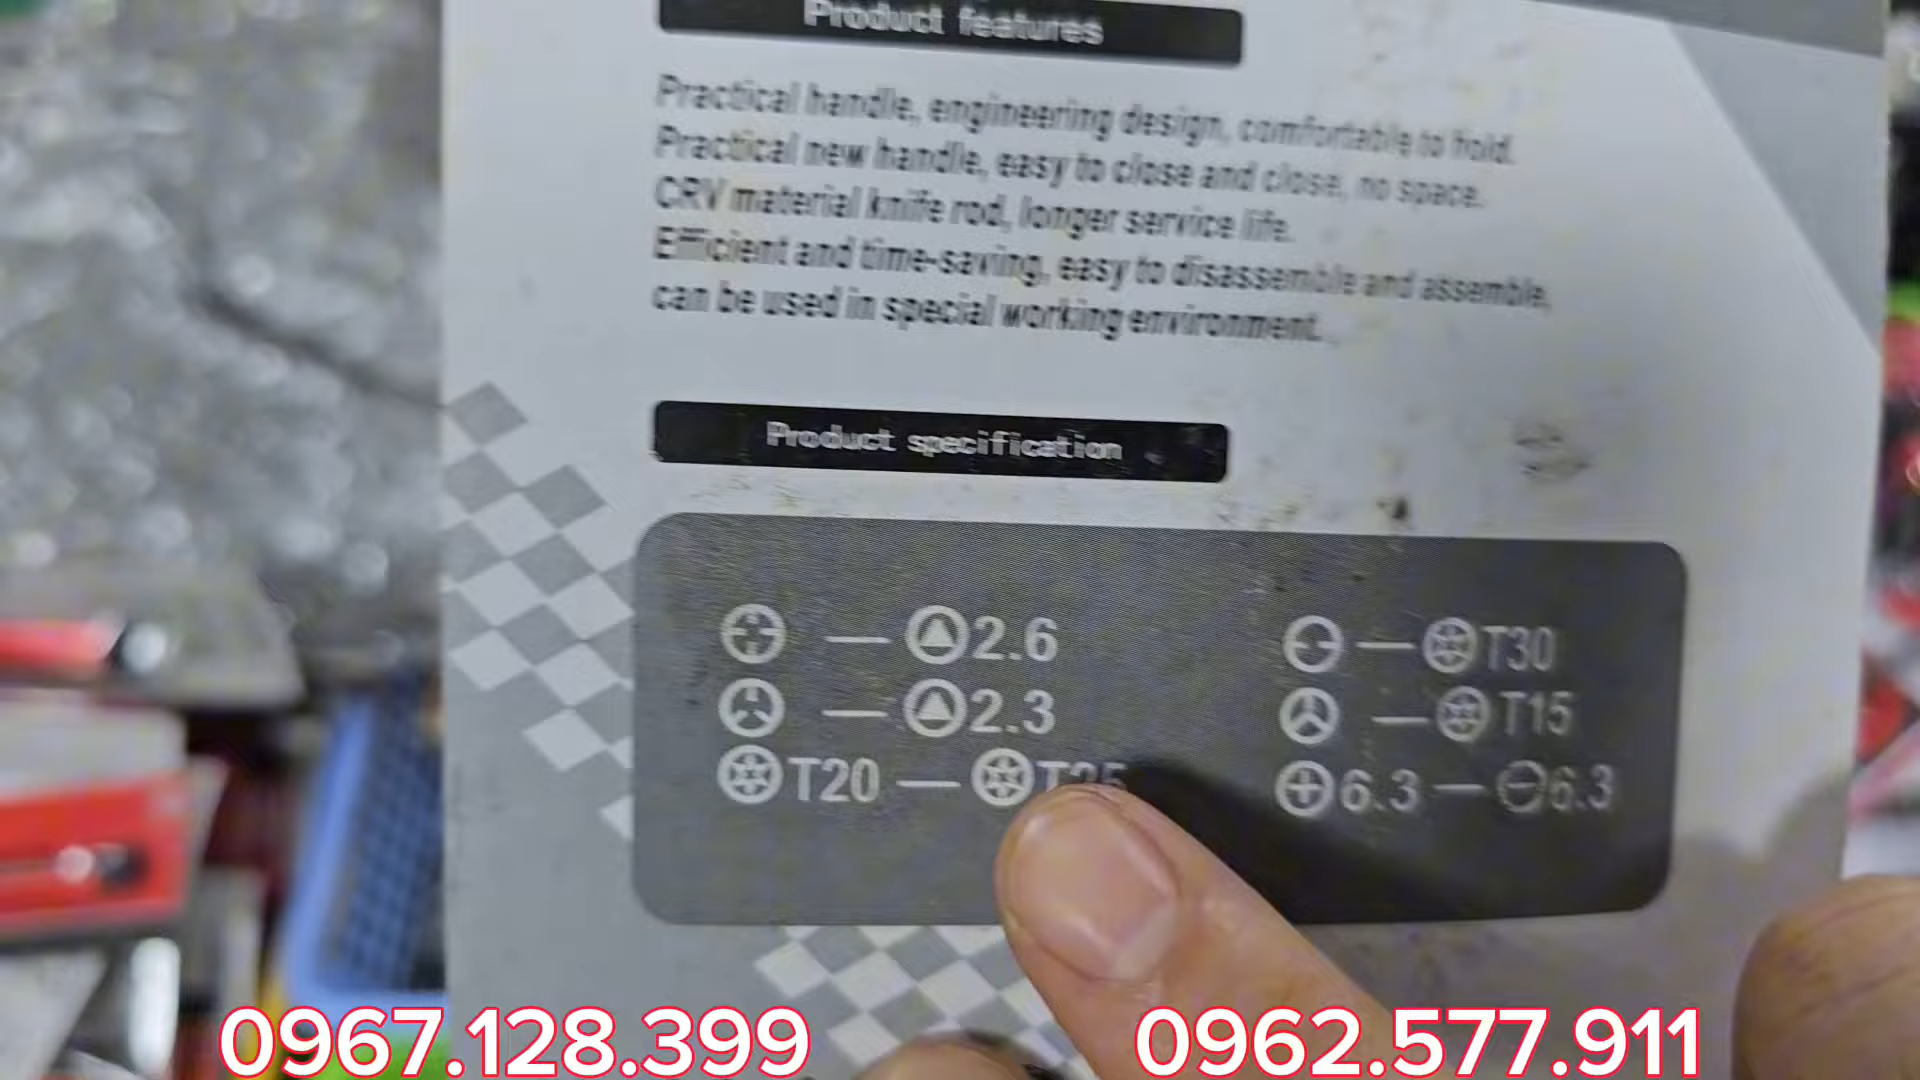 Product features
Practical handle, engineering design, comfortable to hold.
Practical new handle, easy to close and close, no space.
CRV material knife rod, longer service life.
Efficient and time-saving, easy to disassemble and assemble,
can be used in special working environment.
Product specification
— 2.6
— 2.3
T20 — T25
— T30
— T15
6.3 — 6.3
0967.128.399
0962.577.911